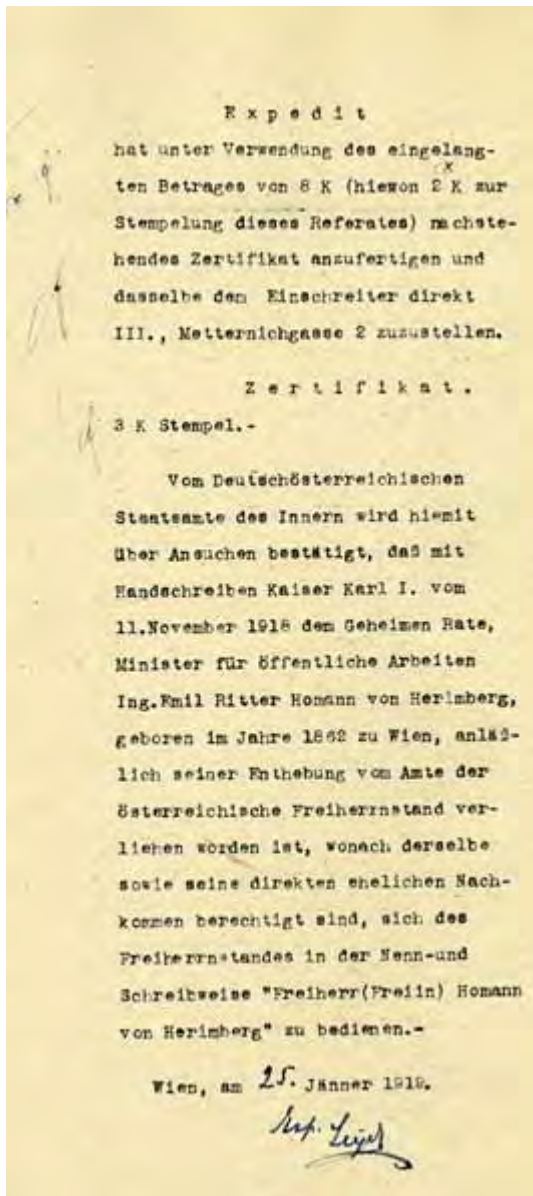 E x p e d i t
hat unter Verwendung des eingelang-
ten Betrages von 8 K (hievon 2 K zur
Stempelung dieses Referates) nachste-
hendes Zertifikat anzufertigen und
dasselbe dem Einschreiter direkt
III., Metternichgasse 2 zuzustellen.
Z e r t i f i k a t .
3 K Stempel.-
Vom Deutschösterreichischen
Staatsamte des Innern wird hiemit
über Ansuchen bestätigt, daß mit
Handschreiben Kaiser Karl I. vom
11.November 1918 dem Geheimen Rate,
Minister für öffentliche Arbeiten
Ing.Emil Ritter Homann von Herimberg,
geboren im Jahre 1862 zu Wien, anläß-
lich seiner Enthebung vom Amte der
österreichische Freiherrnstand ver-
liehen worden ist, wonach derselbe
sowie seine direkten ehelichen Nach-
kommen berechtigt sind, sich des
Freiherrnstandes in der Nenn-und
Schreibweise "Freiherr(Freiin) Homann
von Herimberg" zu bedienen.-
Wien, am 25. Jänner 1919.